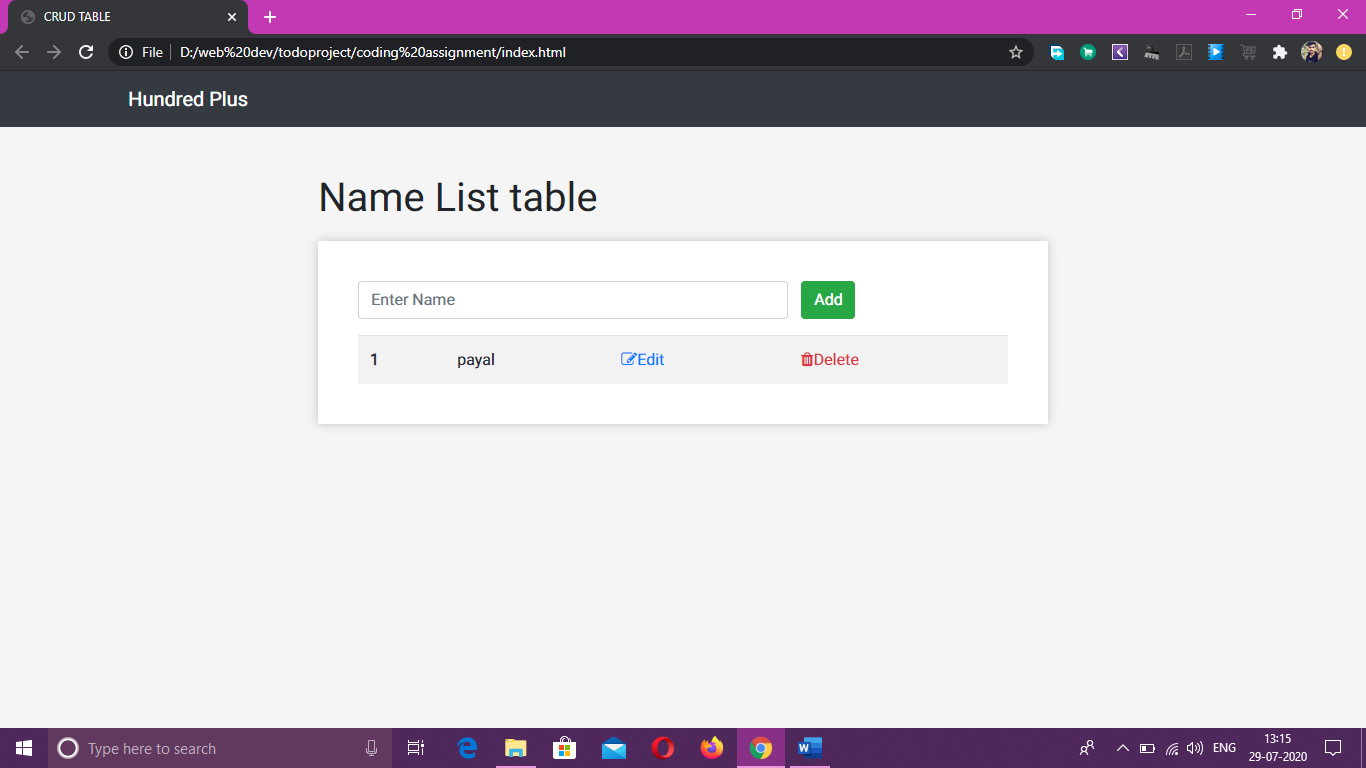 CRUD TABLE
File D:/web%20dev/todoproject/coding%20assignment/index.html
Hundred Plus
Name List table
Enter Name Add
1 payal Edit Delete
Type here to search
ENG
13:15
29-07-2020